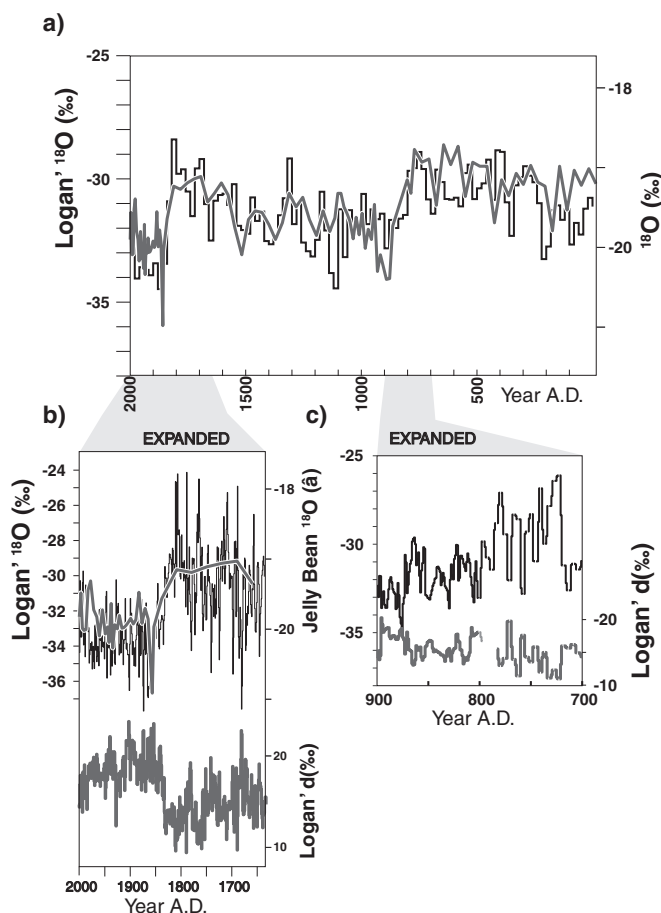 a)
-25
-30
-35
Logan' ¹⁸O (‰)
-18
-20
¹⁸O (‰)
2000
1500
1000
500
Year A.D.
b)
EXPANDED
-24
-26
-28
-30
-32
-34
-36
Logan' ¹⁸O (‰)
-18
-20
Jelly Bean ¹⁸O (â)
20
10
Logan' d(‰)
2000 1900 1800 1700
Year A.D.
c)
EXPANDED
-25
-30
-35
-20
-10
Logan' d(‰)
900
800
700
Year A.D.